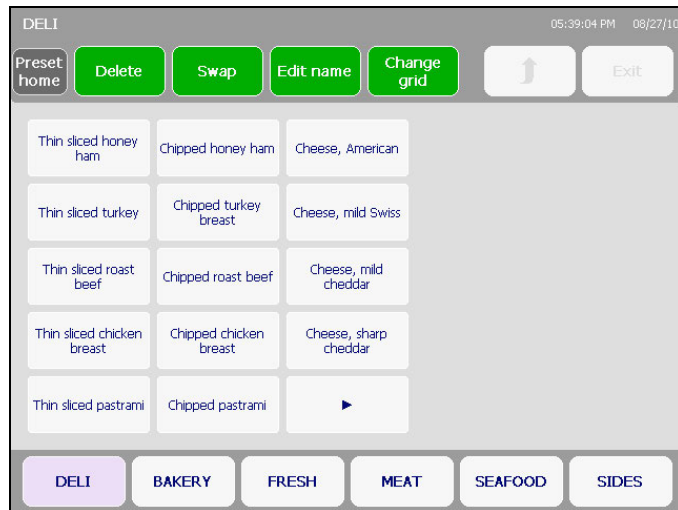 DELI 05:39:04 PM 08/27/10
Preset
home
Delete
Swap
Edit name
Change
grid
Exit
Thin sliced honey
ham
Chipped honey ham
Cheese, American
Thin sliced turkey
Chipped turkey
breast
Cheese, mild Swiss
Thin sliced roast
beef
Chipped roast beef
Cheese, mild
cheddar
Thin sliced chicken
breast
Chipped chicken
breast
Cheese, sharp
cheddar
Thin sliced pastrami
Chipped pastrami
DELI
BAKERY
FRESH
MEAT
SEAFOOD
SIDES